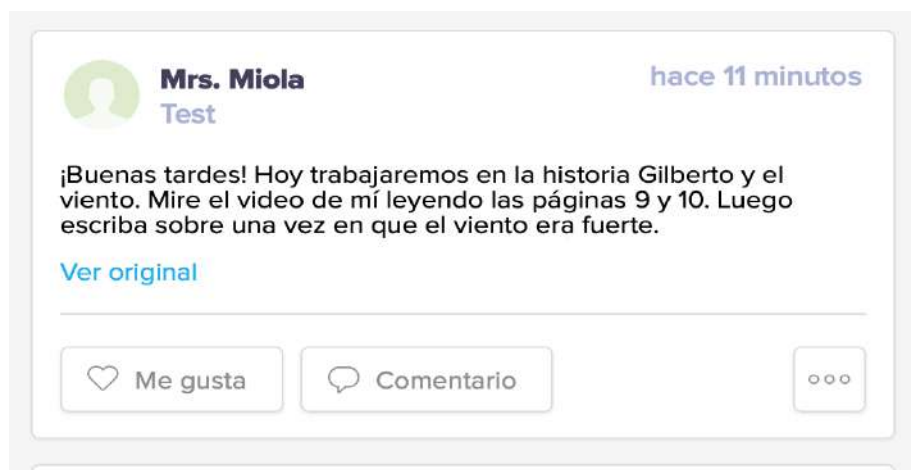 Mrs. Miola
hace 11 minutos
Test
¡Buenas tardes! Hoy trabajaremos en la historia Gilberto y el
viento. Mire el video de mí leyendo las páginas 9 y 10. Luego
escriba sobre una vez en que el viento era fuerte.
Ver original
Me gusta
Comentario